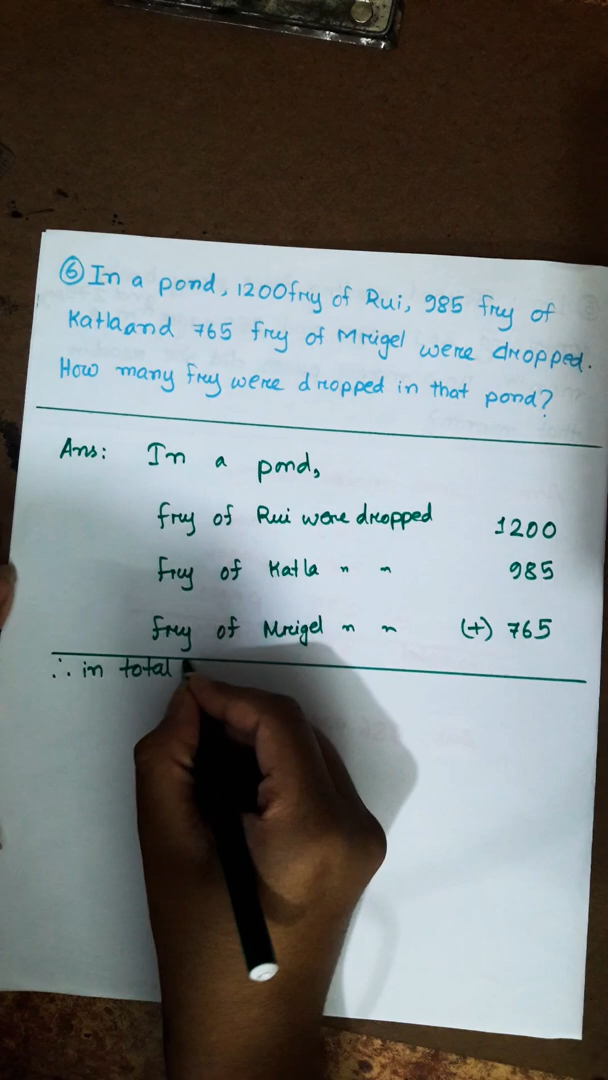 ⑥ In a pond, 1200 fry of Rui, 985 fry of
Katla and 765 fry of Mrigel were dropped.
How many fry were dropped in that pond?
Ans: In a pond,
fry of Rui were dropped 1200
fry of Katla " " 985
fry of Mrigel " " (+) 765
∴ in total